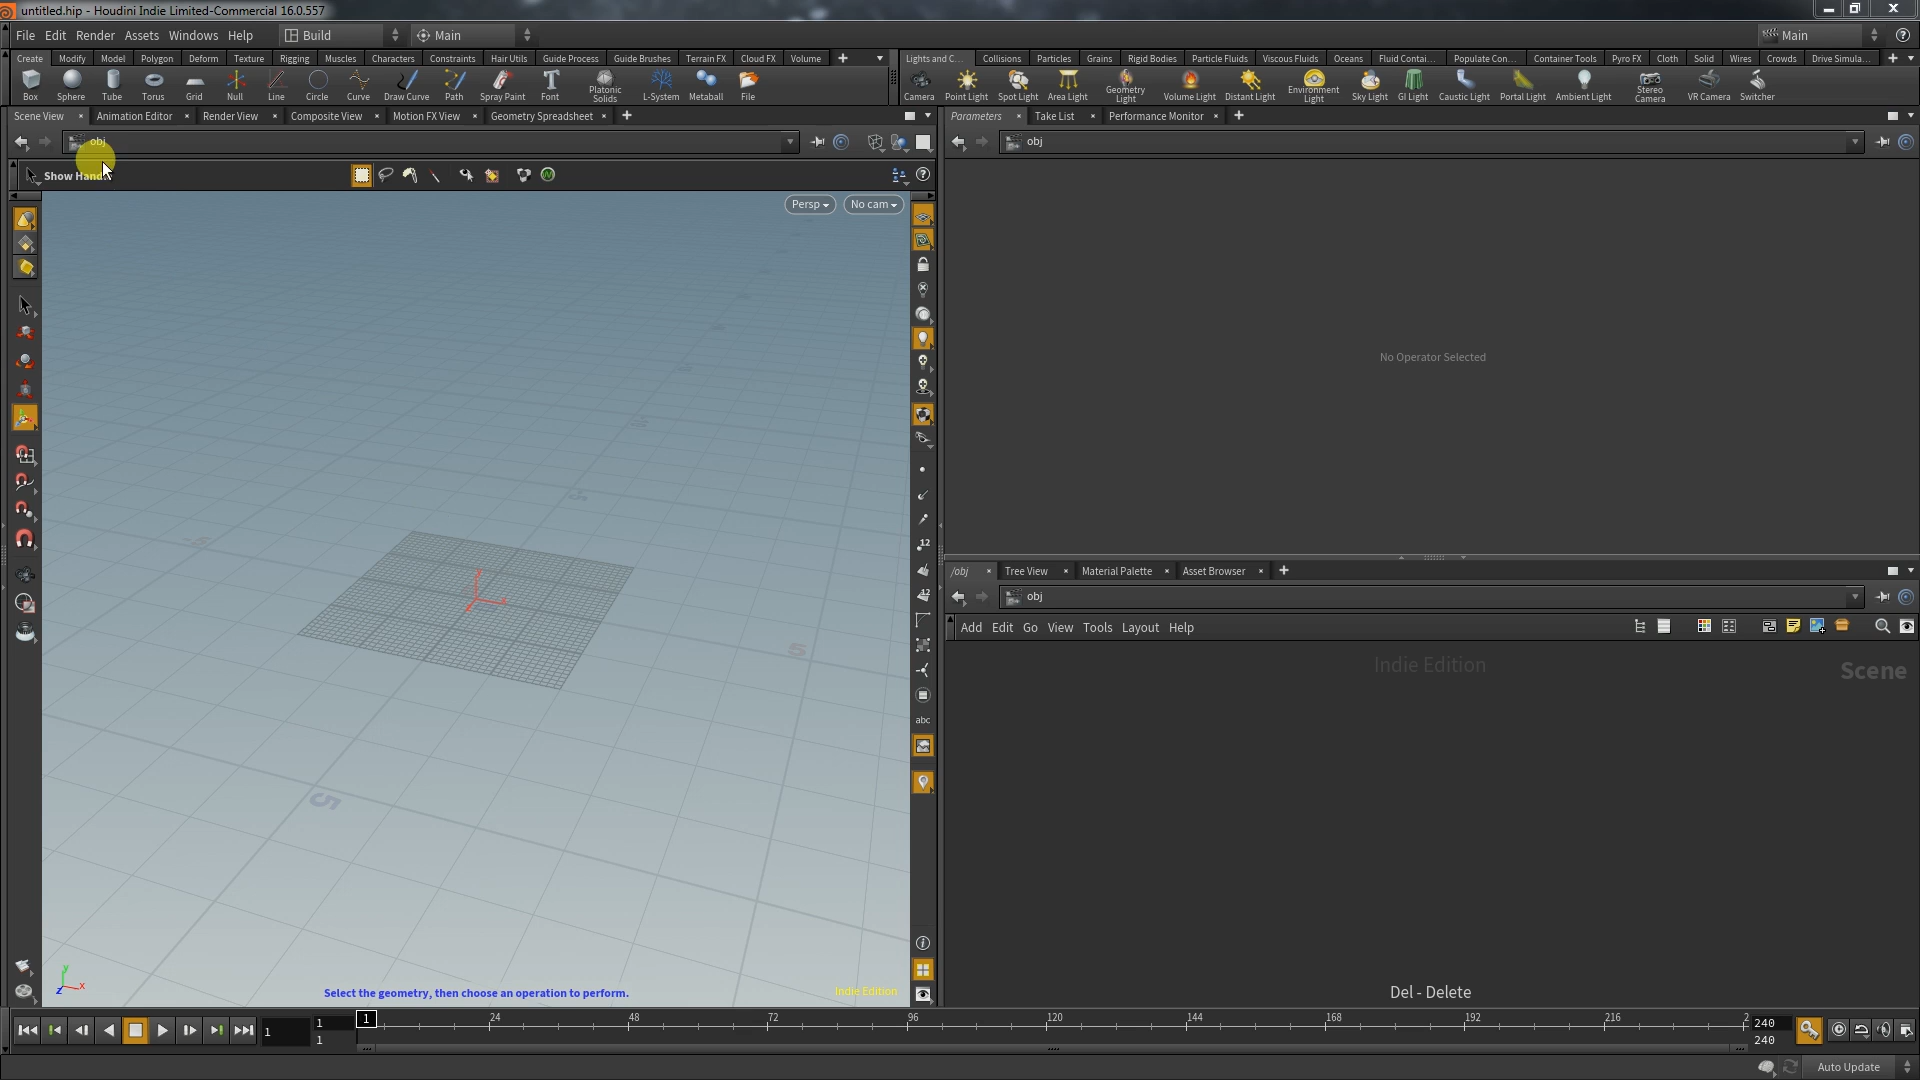 untitled.hip - Houdini Indie Limited-Commercial 16.0.557
File Edit Render Assets Windows Help Build Main Main
Create Modify Model Polygon Deform Texture Rigging Muscles Characters Constraints Hair Utils Guide Process Guide Brushes Terrain FX Cloud FX Volume
Lights and C... Collisions Particles Grains Rigid Bodies Particle Fluids Viscous Fluids Oceans Fluid Contai... Populate Con... Container Tools Pyro FX Cloth Solid Wires Crowds Drive Simula...
Box Sphere Tube Torus Grid Null Line Circle Curve Draw Curve Path Spray Paint Font Platonic Solids L-System Metaball File
Camera Point Light Spot Light Area Light Geometry Light Volume Light Distant Light Environment Light Sky Light GI Light Caustic Light Portal Light Ambient Light Stereo Camera VR Camera Switcher
Scene View Animation Editor Render View Composite View Motion FX View Geometry Spreadsheet
Parameters Take List Performance Monitor
obj
obj
Show Hand
Persp No cam
No Operator Selected
5
5
12
12
abc
/obj Tree View Material Palette Asset Browser
obj
Add Edit Go View Tools Layout Help
Indie Edition
Scene
Del - Delete
y
x
z
Select the geometry, then choose an operation to perform.
Indie Edition
1 1 1 1 24 48 72 96 120 144 168 192 216 2 240
240
Auto Update